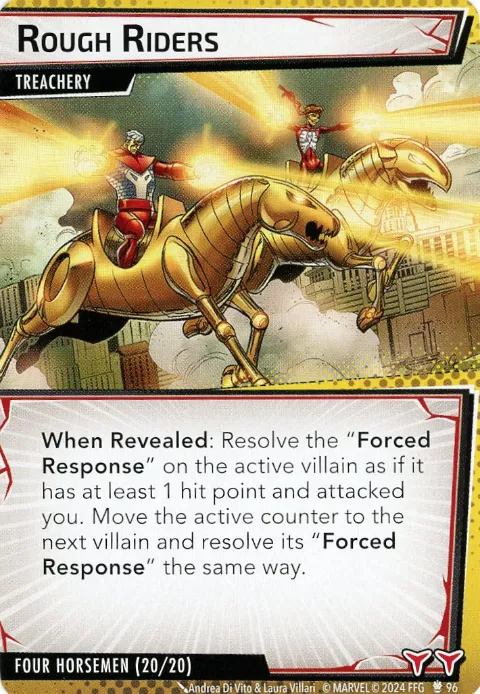 ROUGH RIDERS
TREACHERY
When Revealed: Resolve the “Forced
Response” on the active villain as if it
has at least 1 hit point and attacked
you. Move the active counter to the
next villain and resolve its “Forced
Response” the same way.
FOUR HORSEMEN (20/20)
Andrea Di Vito & Laura Villari © MARVEL © 2024 FFG 96